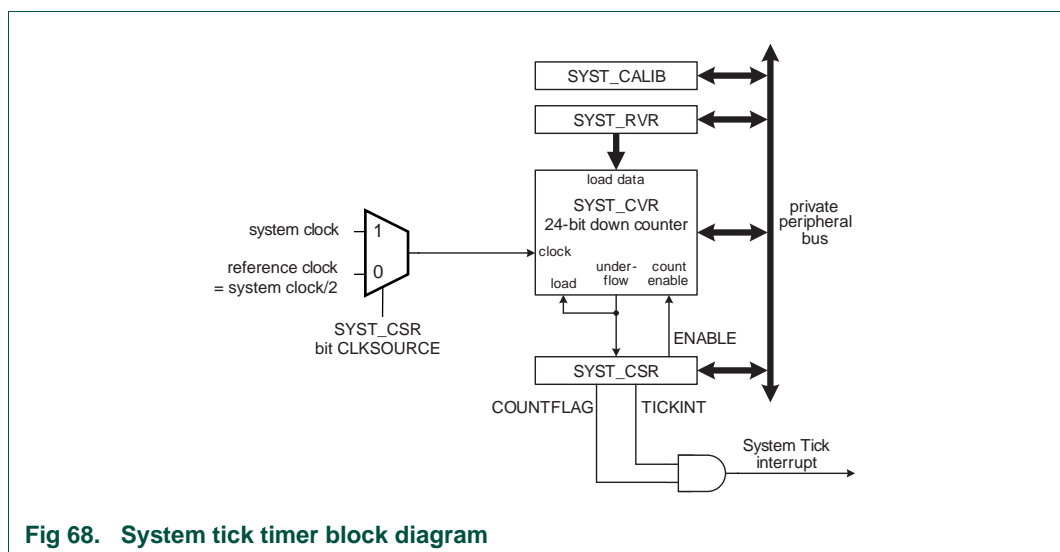 SYST_CALIB
SYST_RVR
load data
SYST_CVR
24-bit down counter
private
peripheral
bus
system clock
1
clock
reference clock
= system clock/2
0
load
under-
flow
count
enable
SYST_CSR
bit CLKSOURCE
ENABLE
SYST_CSR
COUNTFLAG
TICKINT
System Tick
interrupt
Fig 68. System tick timer block diagram